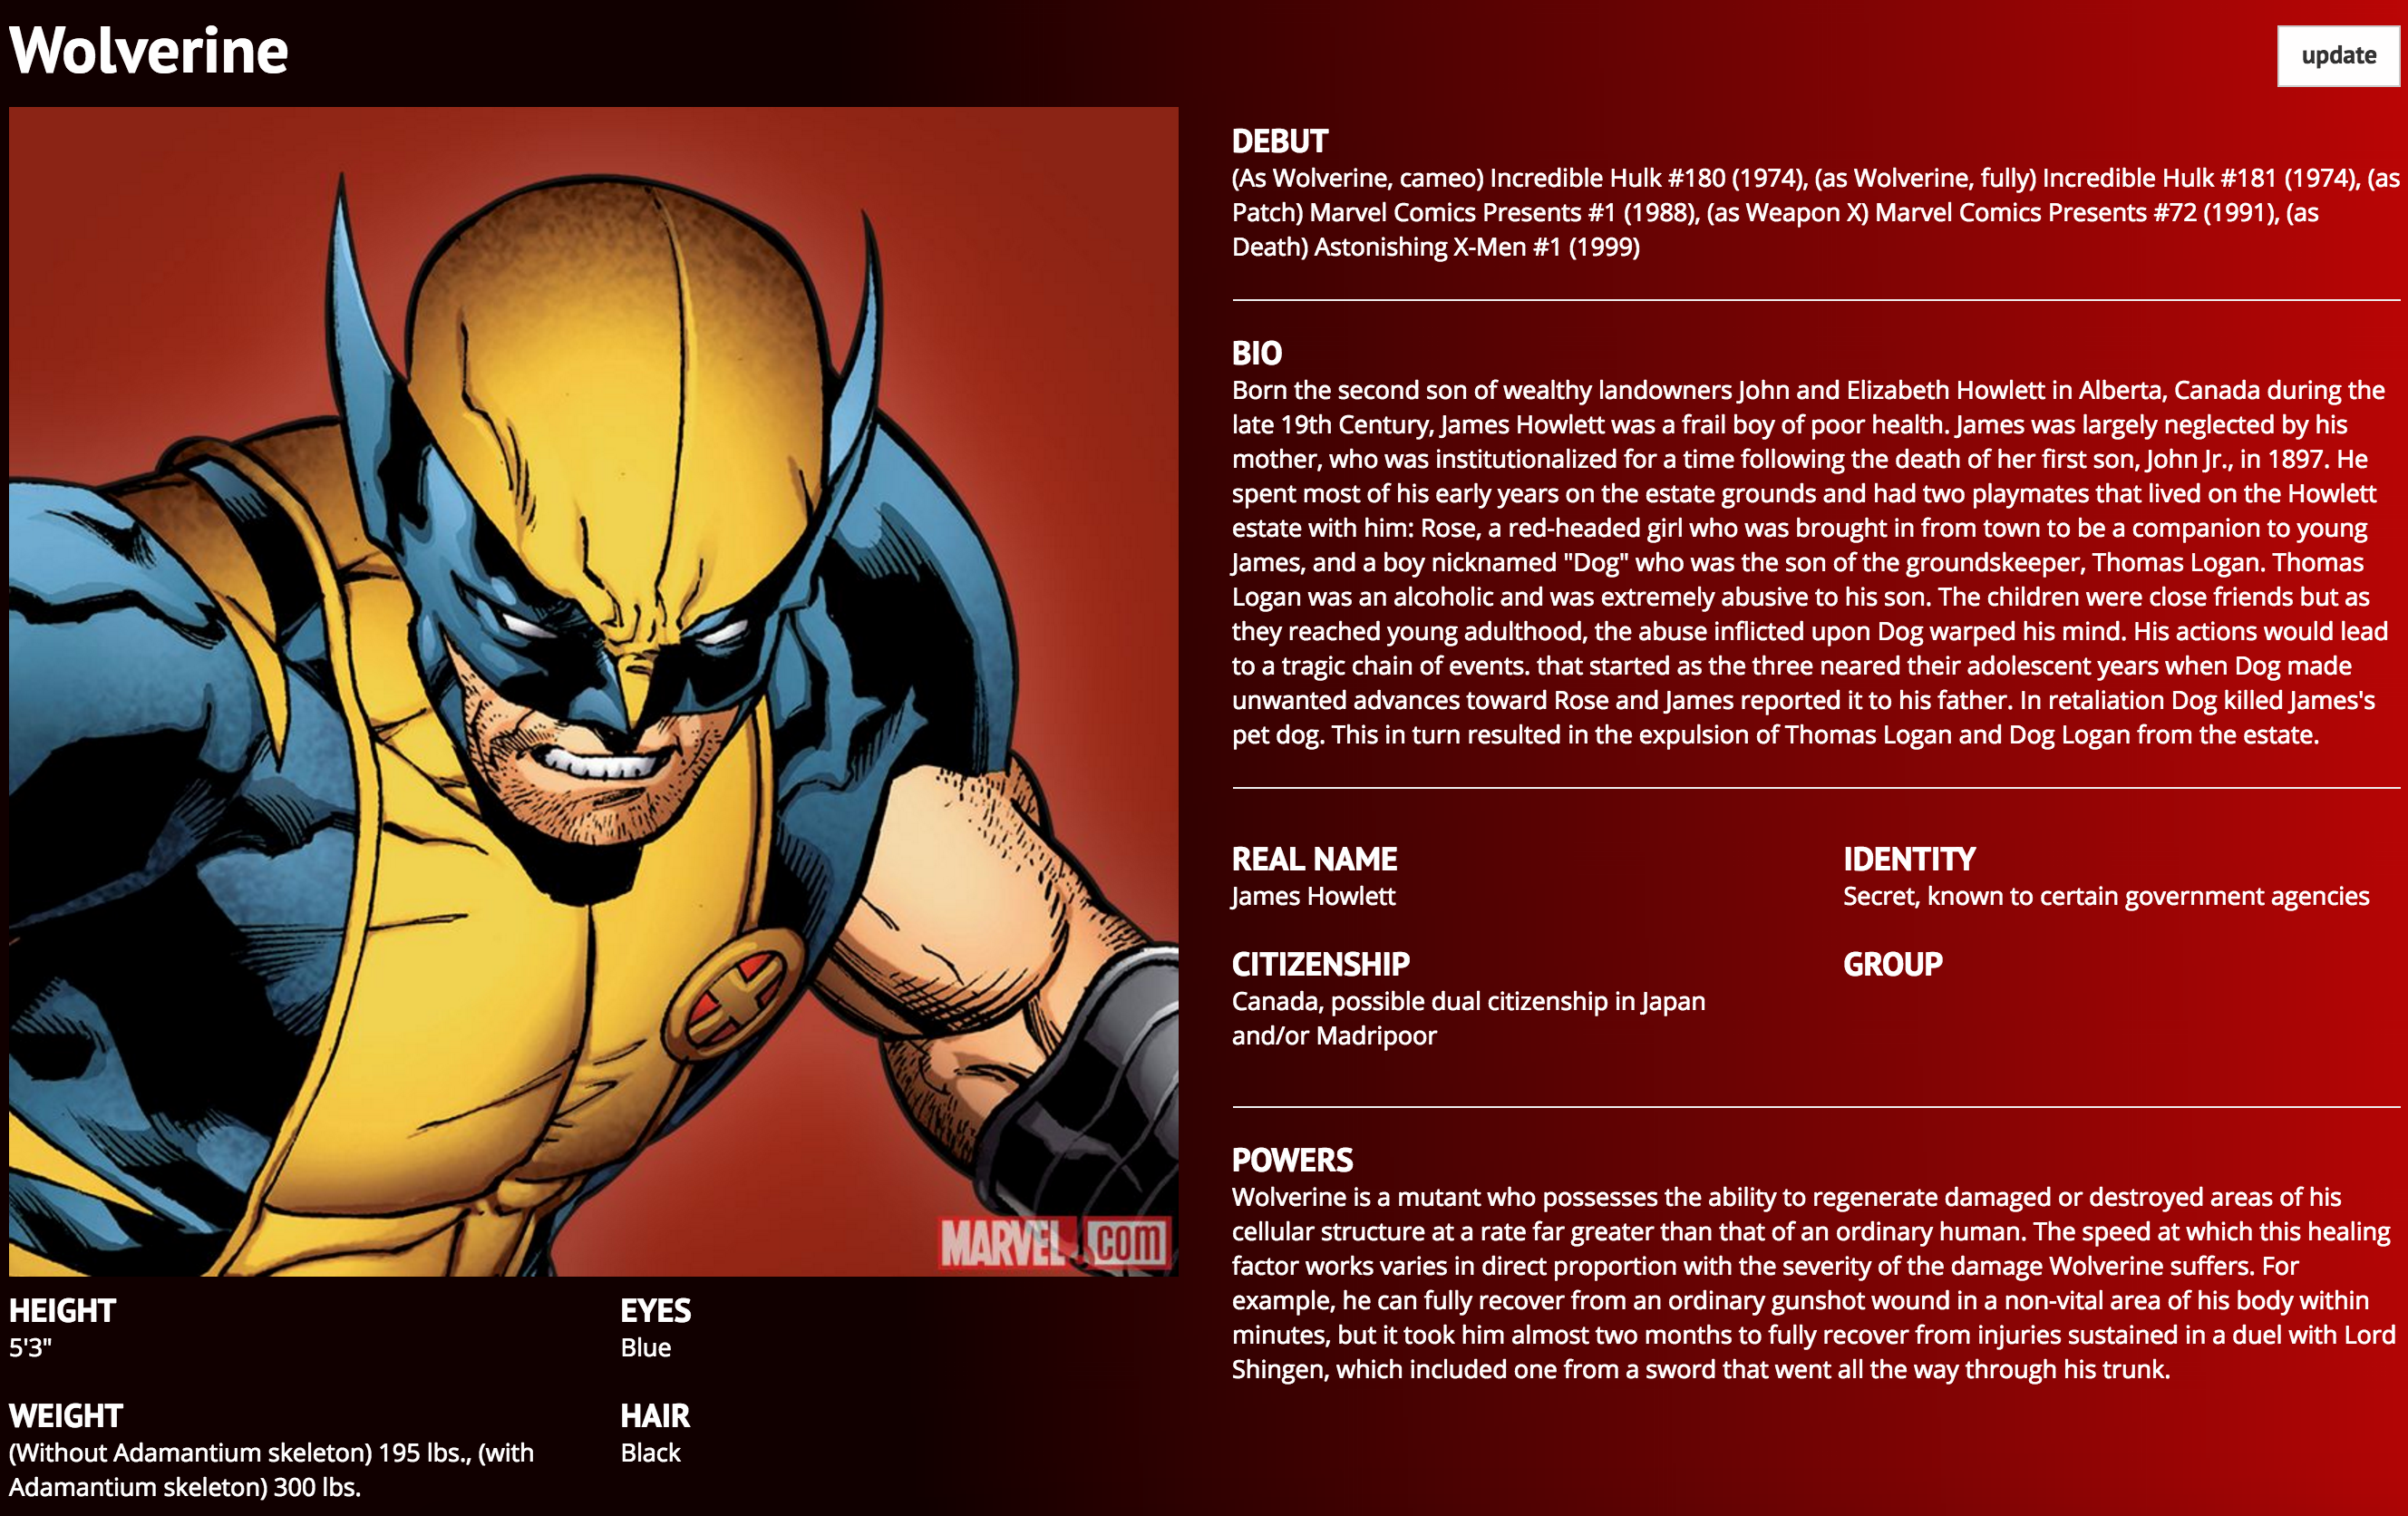 Wolverine
update
MARVEL.com
HEIGHT
5'3"
EYES
Blue
WEIGHT
(Without Adamantium skeleton) 195 lbs., (with
Adamantium skeleton) 300 lbs.
HAIR
Black
DEBUT
(As Wolverine, cameo) Incredible Hulk #180 (1974), (as Wolverine, fully) Incredible Hulk #181 (1974), (as
Patch) Marvel Comics Presents #1 (1988), (as Weapon X) Marvel Comics Presents #72 (1991), (as
Death) Astonishing X-Men #1 (1999)
BIO
Born the second son of wealthy landowners John and Elizabeth Howlett in Alberta, Canada during the
late 19th Century, James Howlett was a frail boy of poor health. James was largely neglected by his
mother, who was institutionalized for a time following the death of her first son, John Jr., in 1897. He
spent most of his early years on the estate grounds and had two playmates that lived on the Howlett
estate with him: Rose, a red-headed girl who was brought in from town to be a companion to young
James, and a boy nicknamed "Dog" who was the son of the groundskeeper, Thomas Logan. Thomas
Logan was an alcoholic and was extremely abusive to his son. The children were close friends but as
they reached young adulthood, the abuse inflicted upon Dog warped his mind. His actions would lead
to a tragic chain of events. that started as the three neared their adolescent years when Dog made
unwanted advances toward Rose and James reported it to his father. In retaliation Dog killed James's
pet dog. This in turn resulted in the expulsion of Thomas Logan and Dog Logan from the estate.
REAL NAME
James Howlett
IDENTITY
Secret, known to certain government agencies
CITIZENSHIP
Canada, possible dual citizenship in Japan
and/or Madripoor
GROUP
POWERS
Wolverine is a mutant who possesses the ability to regenerate damaged or destroyed areas of his
cellular structure at a rate far greater than that of an ordinary human. The speed at which this healing
factor works varies in direct proportion with the severity of the damage Wolverine suffers. For
example, he can fully recover from an ordinary gunshot wound in a non-vital area of his body within
minutes, but it took him almost two months to fully recover from injuries sustained in a duel with Lord
Shingen, which included one from a sword that went all the way through his trunk.